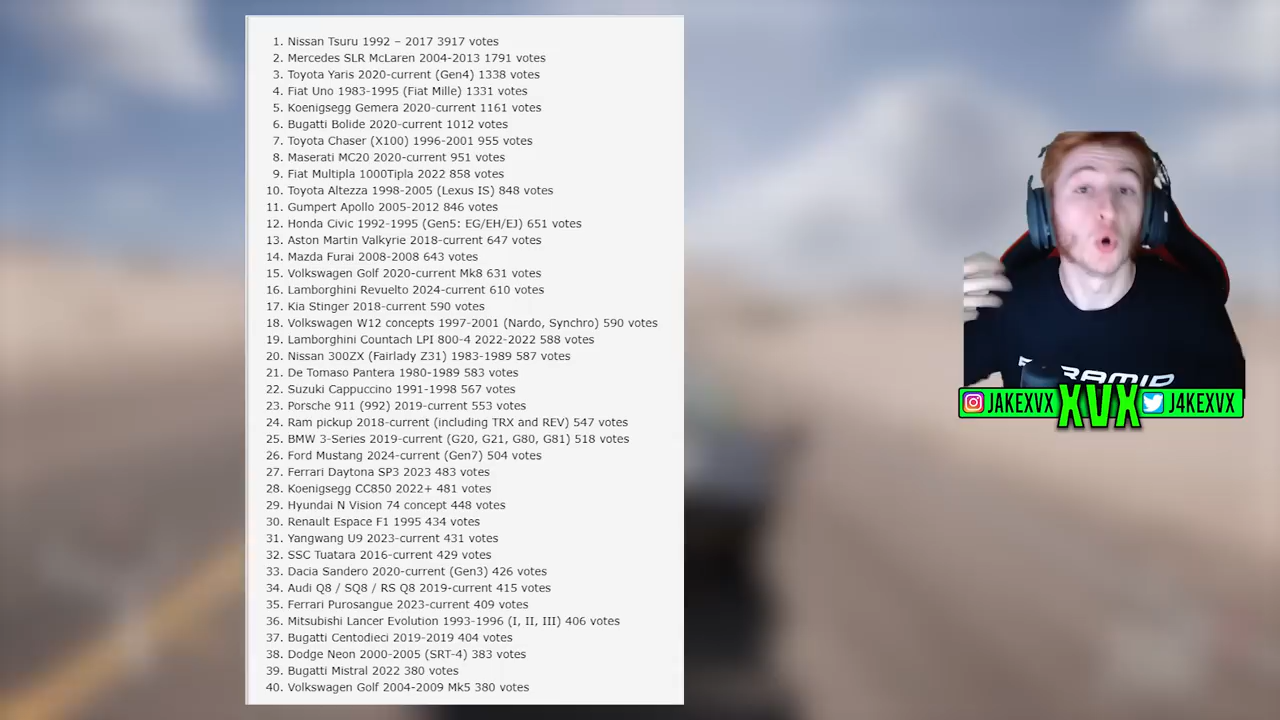 1. Nissan Tsuru 1992 – 2017 3917 votes
2. Mercedes SLR McLaren 2004-2013 1791 votes
3. Toyota Yaris 2020-current (Gen4) 1338 votes
4. Fiat Uno 1983-1995 (Fiat Mille) 1331 votes
5. Koenigsegg Gemera 2020-current 1161 votes
6. Bugatti Bolide 2020-current 1012 votes
7. Toyota Chaser (X100) 1996-2001 955 votes
8. Maserati MC20 2020-current 951 votes
9. Fiat Multipla 1000Tipla 2022 858 votes
10. Toyota Altezza 1998-2005 (Lexus IS) 848 votes
11. Gumpert Apollo 2005-2012 846 votes
12. Honda Civic 1992-1995 (Gen5: EG/EH/EJ) 651 votes
13. Aston Martin Valkyrie 2018-current 647 votes
14. Mazda Furai 2008-2008 643 votes
15. Volkswagen Golf 2020-current Mk8 631 votes
16. Lamborghini Revuelto 2024-current 610 votes
17. Kia Stinger 2018-current 590 votes
18. Volkswagen W12 concepts 1997-2001 (Nardo, Synchro) 590 votes
19. Lamborghini Countach LPI 800-4 2022-2022 588 votes
20. Nissan 300ZX (Fairlady Z31) 1983-1989 587 votes
21. De Tomaso Pantera 1980-1989 583 votes
22. Suzuki Cappuccino 1991-1998 567 votes
23. Porsche 911 (992) 2019-current 553 votes
24. Ram pickup 2018-current (including TRX and REV) 547 votes
25. BMW 3-Series 2019-current (G20, G21, G80, G81) 518 votes
26. Ford Mustang 2024-current (Gen7) 504 votes
27. Ferrari Daytona SP3 2023 483 votes
28. Koenigsegg CC850 2022+ 481 votes
29. Hyundai N Vision 74 concept 448 votes
30. Renault Espace F1 1995 434 votes
31. Yangwang U9 2023-current 431 votes
32. SSC Tuatara 2016-current 429 votes
33. Dacia Sandero 2020-current (Gen3) 426 votes
34. Audi Q8 / SQ8 / RS Q8 2019-current 415 votes
35. Ferrari Purosangue 2023-current 409 votes
36. Mitsubishi Lancer Evolution 1993-1996 (I, II, III) 406 votes
37. Bugatti Centodieci 2019-2019 404 votes
38. Dodge Neon 2000-2005 (SRT-4) 383 votes
39. Bugatti Mistral 2022 380 votes
40. Volkswagen Golf 2004-2009 Mk5 380 votes
JAKEXVX XVX J4KEXVX